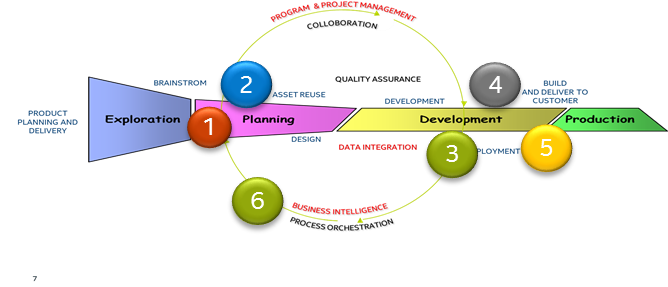 PROGRAM & PROJECT MANAGEMENT
COLLOBORATION
BRAINSTROM
2
ASSET REUSE
QUALITY ASSURANCE
4
BUILD
AND DELIVER TO
CUSTOMER
DEVELOPMENT
PRODUCT
PLANNING AND
DELIVERY
Exploration
1
Planning
Development
Production
DESIGN
DATA INTEGRATION
3
PLOYMENT
5
6
BUSINESS INTELLIGENCE
PROCESS ORCHESTRATION
7